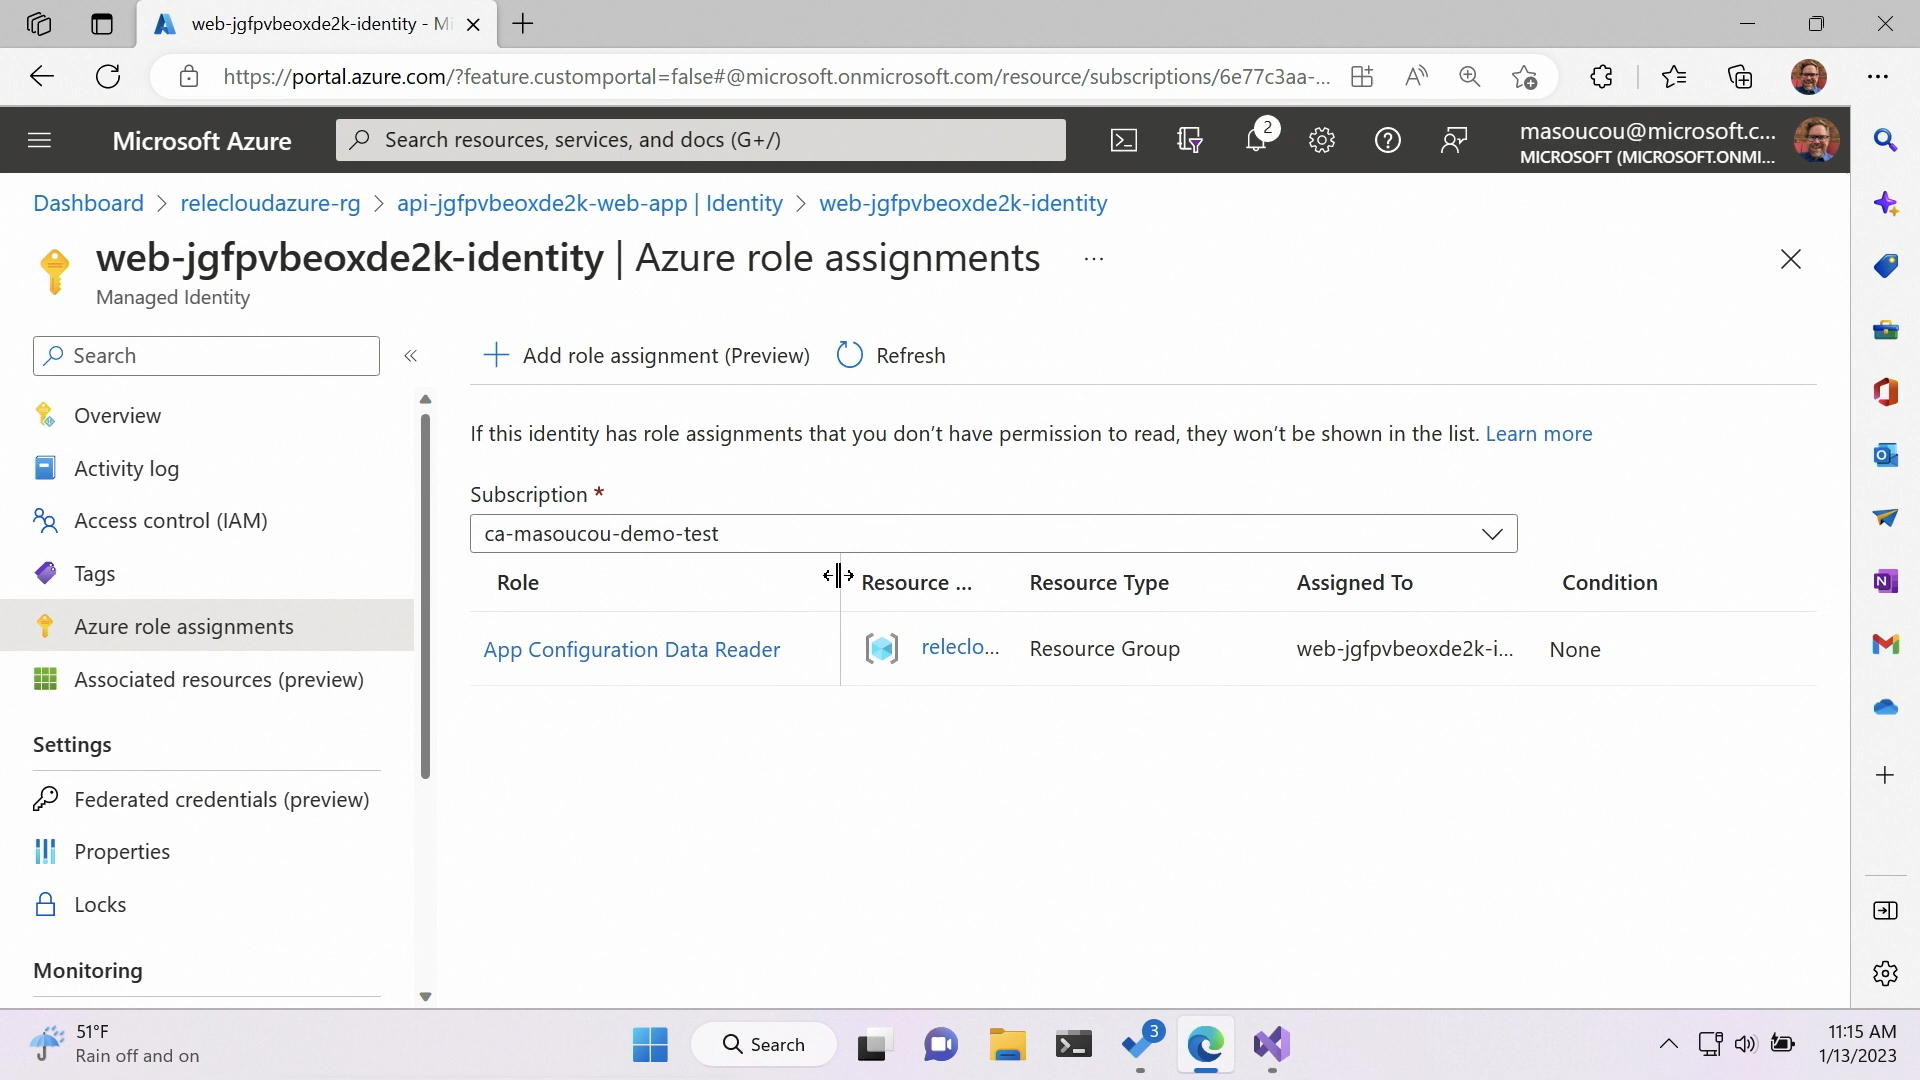 web-jgfpvbeoxde2k-identity - Mi
https://portal.azure.com/?feature.customportal=false#@microsoft.onmicrosoft.com/resource/subscriptions/6e77c3aa-...
Microsoft Azure
Search resources, services, and docs (G+/)
2
masoucou@microsoft.c...
MICROSOFT (MICROSOFT.ONMI...
Dashboard > relecloudazure-rg > api-jgfpvbeoxde2k-web-app | Identity > web-jgfpvbeoxde2k-identity
web-jgfpvbeoxde2k-identity | Azure role assignments ...
Managed Identity
Search
Add role assignment (Preview)
Refresh
Overview
Activity log
Access control (IAM)
Tags
Azure role assignments
Associated resources (preview)
Settings
Federated credentials (preview)
Properties
Locks
Monitoring
If this identity has role assignments that you don't have permission to read, they won't be shown in the list. Learn more
Subscription *
ca-masoucou-demo-test
Role Resource ... Resource Type Assigned To Condition
App Configuration Data Reader releclo... Resource Group web-jgfpvbeoxde2k-i... None
51°F
Rain off and on
Search
3
11:15 AM
1/13/2023